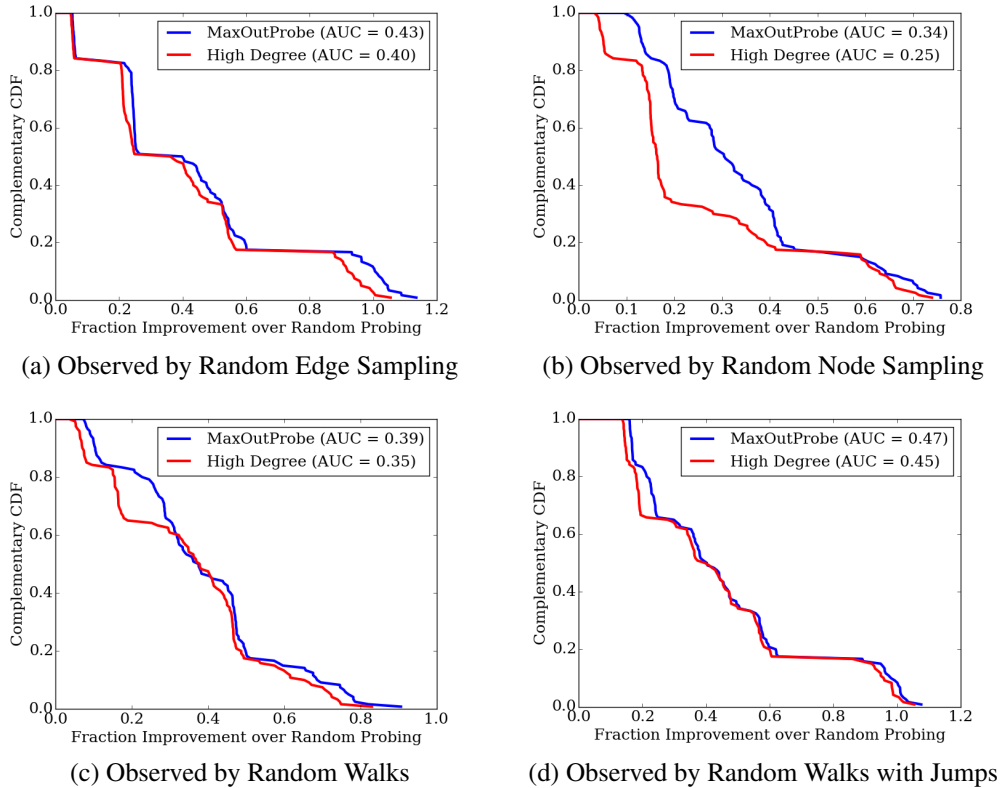 MaxOutProbe (AUC = 0.43)
High Degree (AUC = 0.40)
Complementary CDF
1.0
0.8
0.6
0.4
0.2
0.0
0.0 0.2 0.4 0.6 0.8 1.0 1.2
Fraction Improvement over Random Probing
(a) Observed by Random Edge Sampling
MaxOutProbe (AUC = 0.34)
High Degree (AUC = 0.25)
Complementary CDF
1.0
0.8
0.6
0.4
0.2
0.0
0.0 0.1 0.2 0.3 0.4 0.5 0.6 0.7 0.8
Fraction Improvement over Random Probing
(b) Observed by Random Node Sampling
MaxOutProbe (AUC = 0.39)
High Degree (AUC = 0.35)
Complementary CDF
1.0
0.8
0.6
0.4
0.2
0.0
0.0 0.2 0.4 0.6 0.8 1.0
Fraction Improvement over Random Probing
(c) Observed by Random Walks
MaxOutProbe (AUC = 0.47)
High Degree (AUC = 0.45)
Complementary CDF
1.0
0.8
0.6
0.4
0.2
0.0
0.0 0.2 0.4 0.6 0.8 1.0 1.2
Fraction Improvement over Random Probing
(d) Observed by Random Walks with Jumps